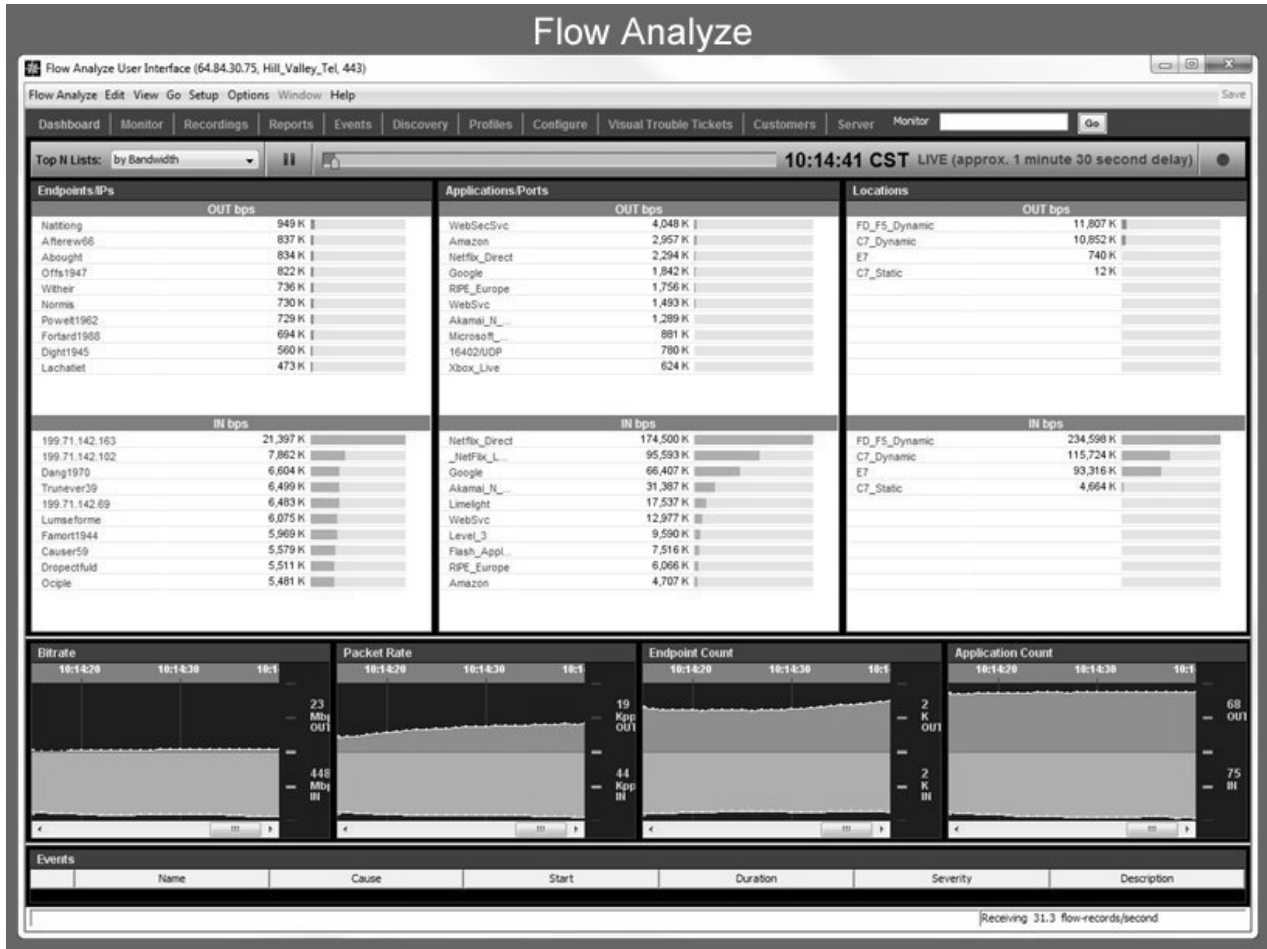 Flow Analyze
Flow Analyze User Interface (64.84.30.75, Hill_Valley_Tel, 443)
Flow Analyze Edit View Go Setup Options Window Help Save
Dashboard Monitor Recordings Reports Events Discovery Profiles Configure Visual Trouble Tickets Customers Server Monitor Go
Top N Lists: by Bandwidth 10:14:41 CST LIVE (approx. 1 minute 30 second delay)
Endpoints/IPs
OUT bps
Natitiong 949 K
Afterew66 837 K
Abought 834 K
Offs1947 822 K
Witheir 736 K
Normis 730 K
Powelt1962 729 K
Fortard1988 694 K
Dight1945 560 K
Lachatiet 473 K
IN bps
199.71.142.163 21,397 K
199.71.142.102 7,862 K
Dang1970 6,604 K
Trunever39 6,499 K
199.71.142.69 6,483 K
Lumseforme 6,075 K
Famort1944 5,969 K
Causer59 5,579 K
Dropectfuld 5,511 K
Ociple 5,481 K
Applications/Ports
OUT bps
WebSecSvc 4,048 K
Amazon 2,957 K
Netflix_Direct 2,294 K
Google 1,842 K
RIPE_Europe 1,756 K
WebSvc 1,493 K
Akamai_N_... 1,289 K
Microsoft_... 881 K
16402/UDP 780 K
Xbox_Live 624 K
IN bps
Netflix_Direct 174,500 K
_NetFlix_L... 95,593 K
Google 66,407 K
Akamai_N_... 31,387 K
Limelight 17,537 K
WebSvc 12,977 K
Level_3 9,590 K
Flash_Appl... 7,516 K
RIPE_Europe 6,066 K
Amazon 4,707 K
Locations
OUT bps
FD_F5_Dynamic 11,807 K
C7_Dynamic 10,852 K
E7 740 K
C7_Static 12 K
IN bps
FD_F5_Dynamic 234,598 K
C7_Dynamic 115,724 K
E7 93,316 K
C7_Static 4,664 K
Bitrate
10:14:20 10:14:30 10:1
23
Mbp
OUT
448
Mbp
IN
Packet Rate
10:14:20 10:14:30 10:1
19
Kpp
OUT
44
Kpp
IN
Endpoint Count
10:14:20 10:14:30 10:1
2
K
OUT
2
K
IN
Application Count
10:14:20 10:14:30 10:1
68
OUT
75
IN
Events
Name Cause Start Duration Severity Description
Receiving 31.3 flow-records/second